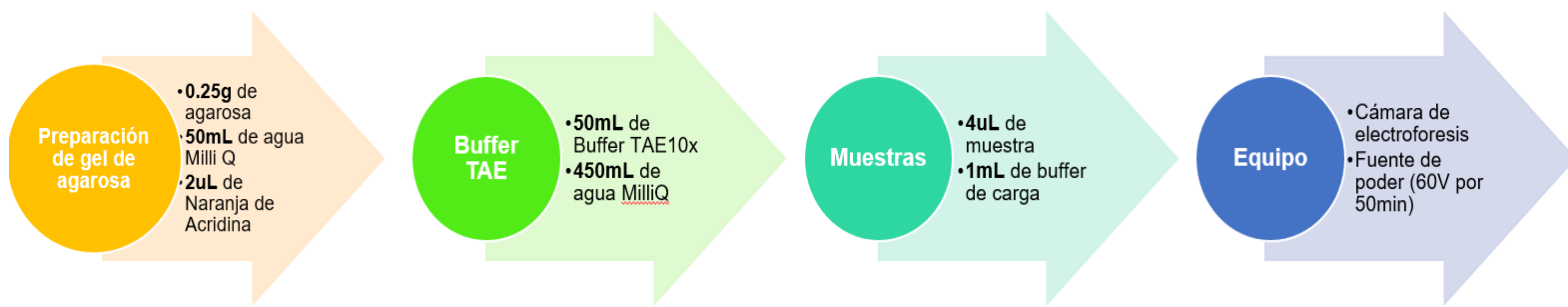 Preparación
de gel de
agarosa
•0.25g de
agarosa
•50mL de agua
Milli Q
•2uL de
Naranja de
Acridina
Buffer
TAE
•50mL de
Buffer TAE10x
•450mL de
agua MilliQ
Muestras
•4uL de
muestra
•1mL de buffer
de carga
Equipo
•Cámara de
electroforesis
•Fuente de
poder (60V por
50min)